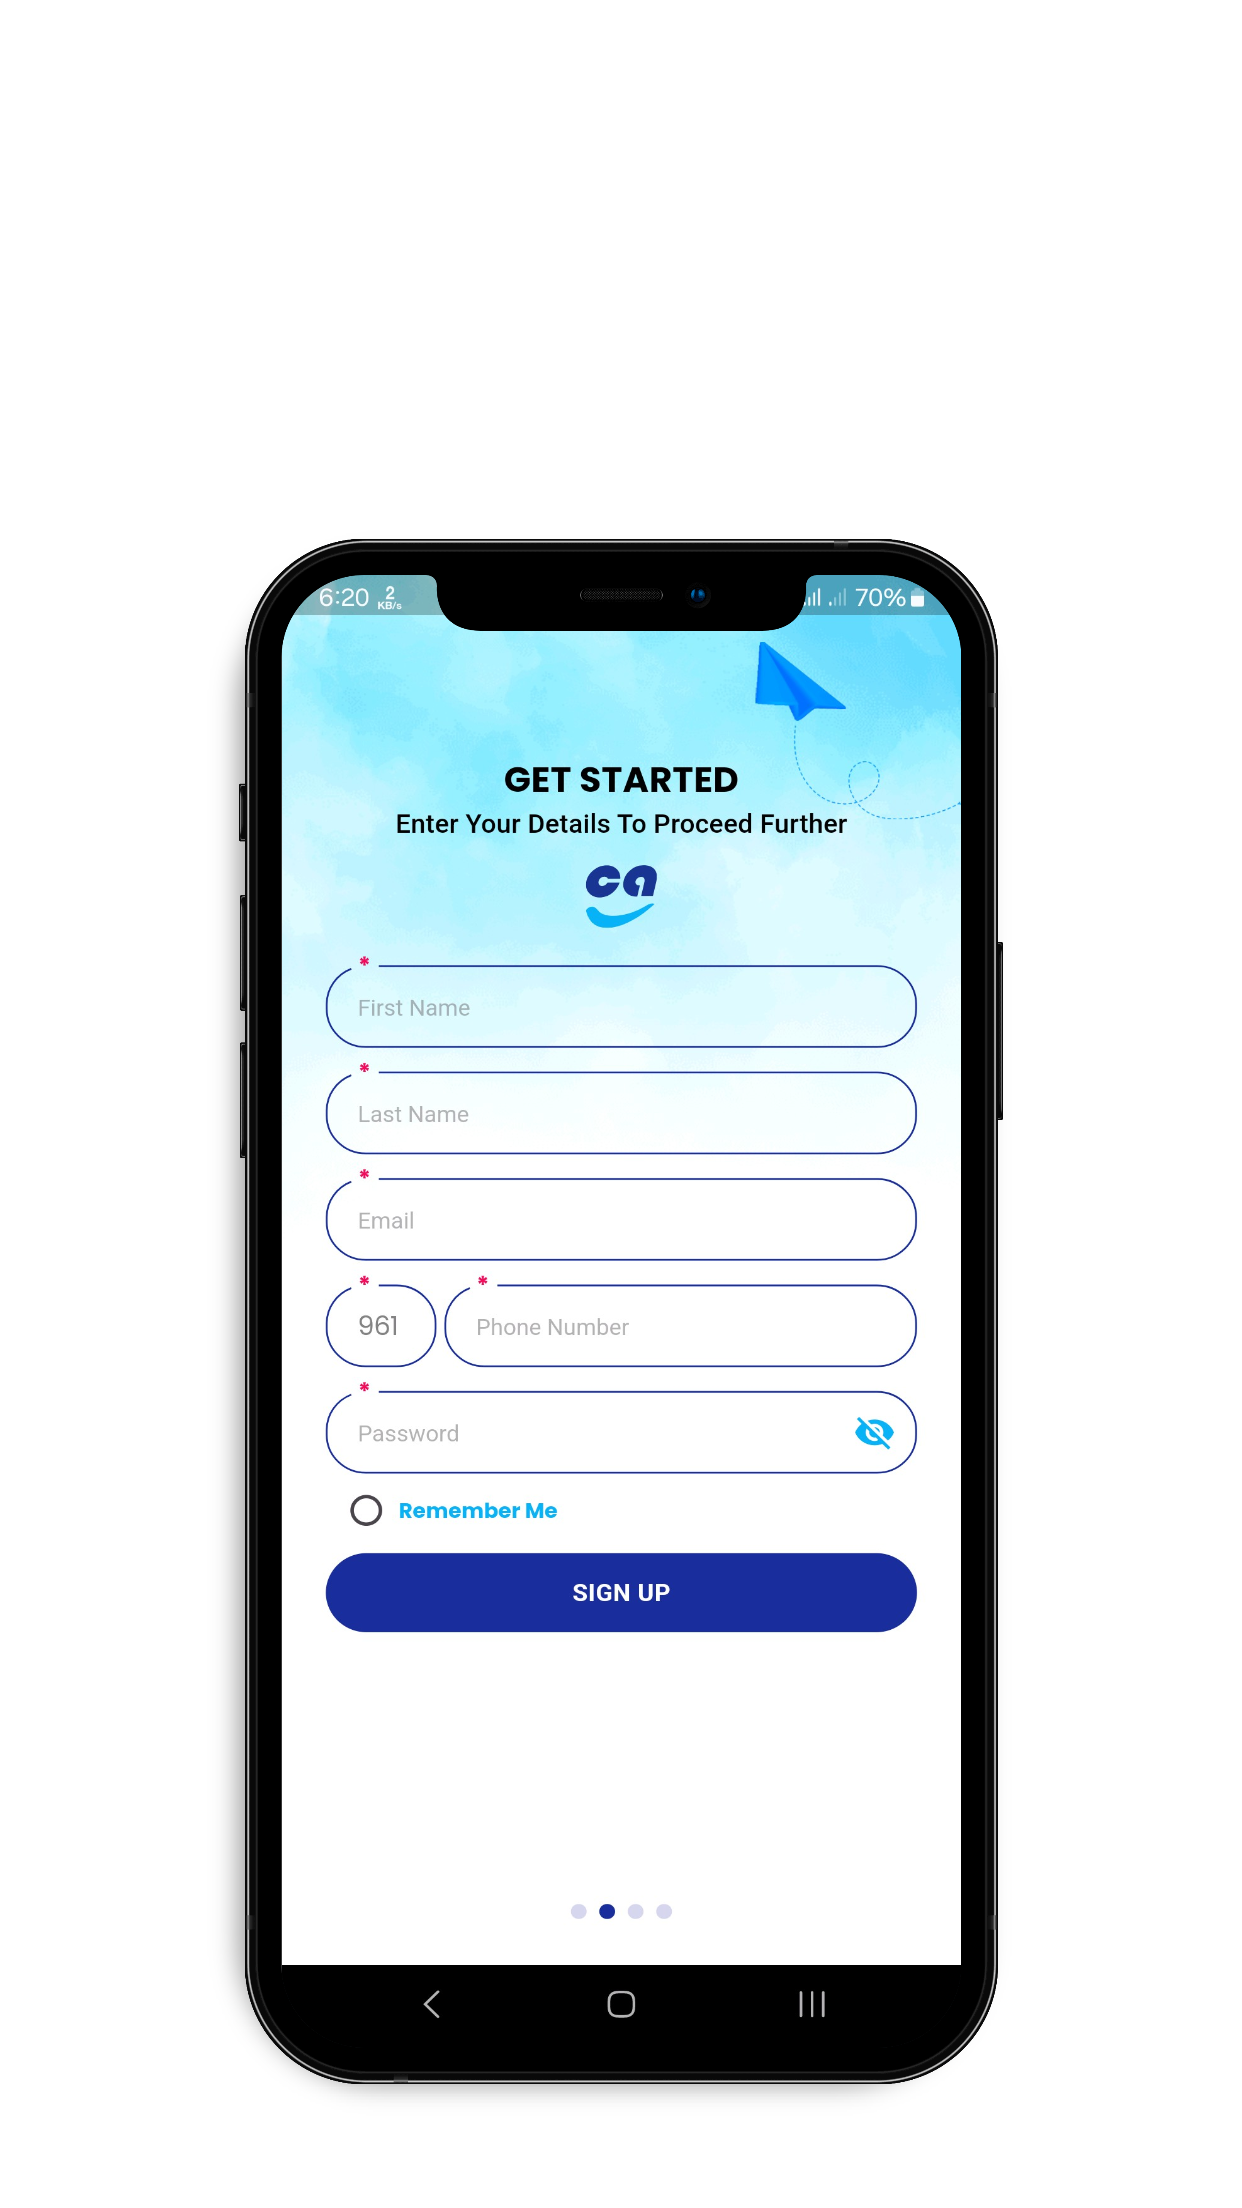 6:20 2 KB/s 70%
GET STARTED
Enter Your Details To Proceed Further
ca
*
First Name
*
Last Name
*
Email
* *
961 Phone Number
*
Password
Remember Me
SIGN UP